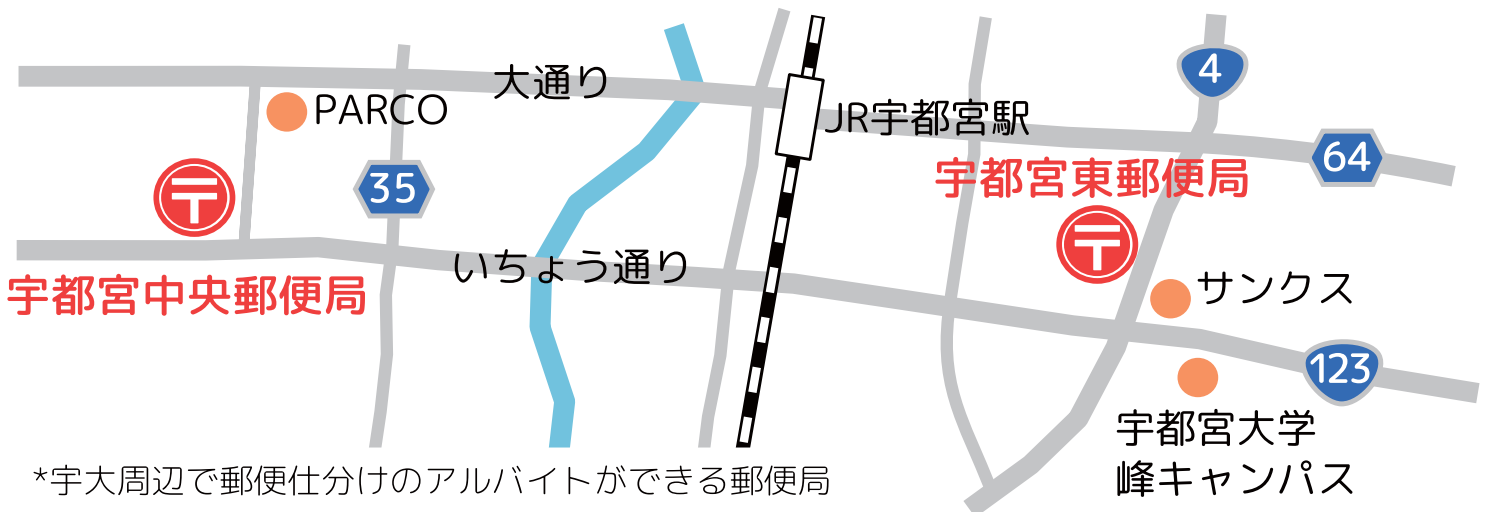 大通り
PARCO
JR宇都宮駅
4
64
宇都宮東郵便局
35
〒
〒
宇都宮中央郵便局
いちょう通り
サンクス
123
宇都宮大学
峰キャンパス
*宇大周辺で郵便仕分けのアルバイトができる郵便局